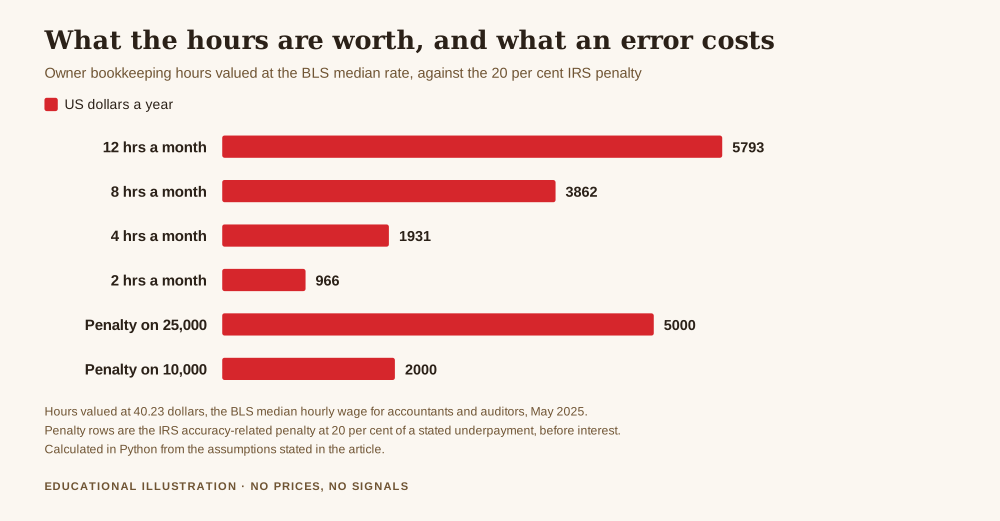 What the hours are worth, and what an error costs
Owner bookkeeping hours valued at the BLS median rate, against the 20 per cent IRS penalty
US dollars a year
12 hrs a month 5793
8 hrs a month 3862
4 hrs a month 1931
2 hrs a month 966
Penalty on 25,000 5000
Penalty on 10,000 2000
Hours valued at 40.23 dollars, the BLS median hourly wage for accountants and auditors, May 2025.
Penalty rows are the IRS accuracy-related penalty at 20 per cent of a stated underpayment, before interest.
Calculated in Python from the assumptions stated in the article.
EDUCATIONAL ILLUSTRATION · NO PRICES, NO SIGNALS